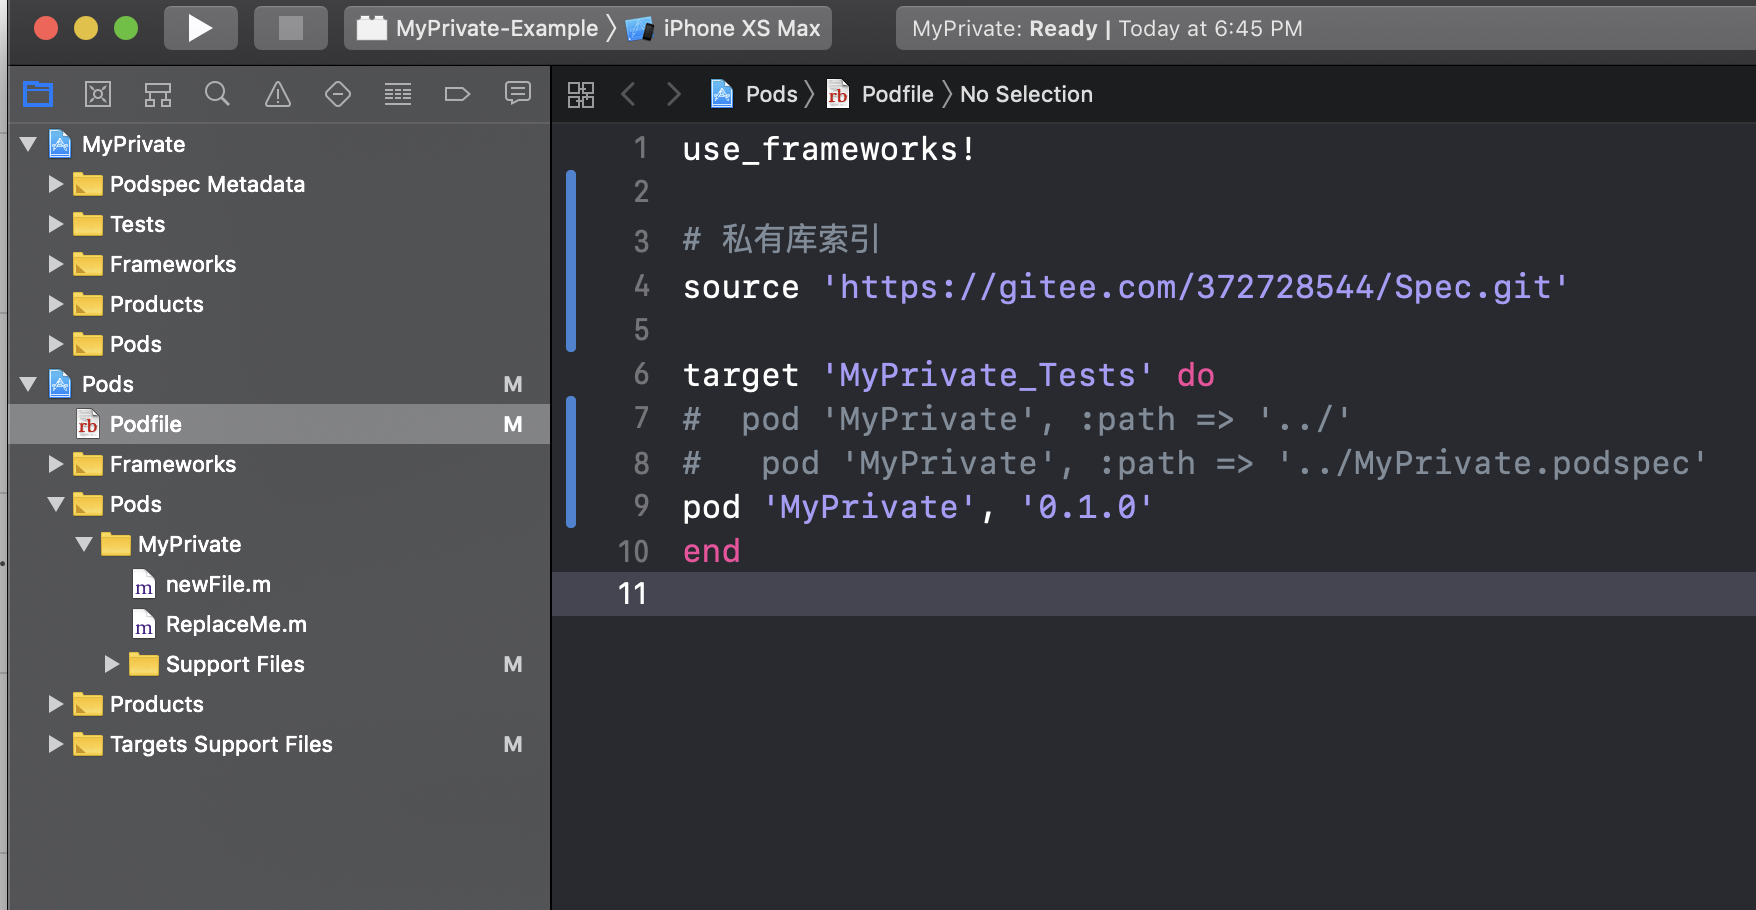 MyPrivate-Example 〉 iPhone XS Max
MyPrivate: Ready | Today at 6:45 PM
Pods 〉 Podfile 〉 No Selection
MyPrivate
Podspec Metadata
Tests
Frameworks
Products
Pods
Pods M
Podfile M
Frameworks
Pods
MyPrivate
newFile.m
ReplaceMe.m
Support Files M
Products
Targets Support Files M
1 use_frameworks!
2
3 # 私有库索引
4 source 'https://gitee.com/372728544/Spec.git'
5
6 target 'MyPrivate_Tests' do
7 #  pod 'MyPrivate', :path => '../'
8 #   pod 'MyPrivate', :path => '../MyPrivate.podspec'
9 pod 'MyPrivate', '0.1.0'
10 end
11